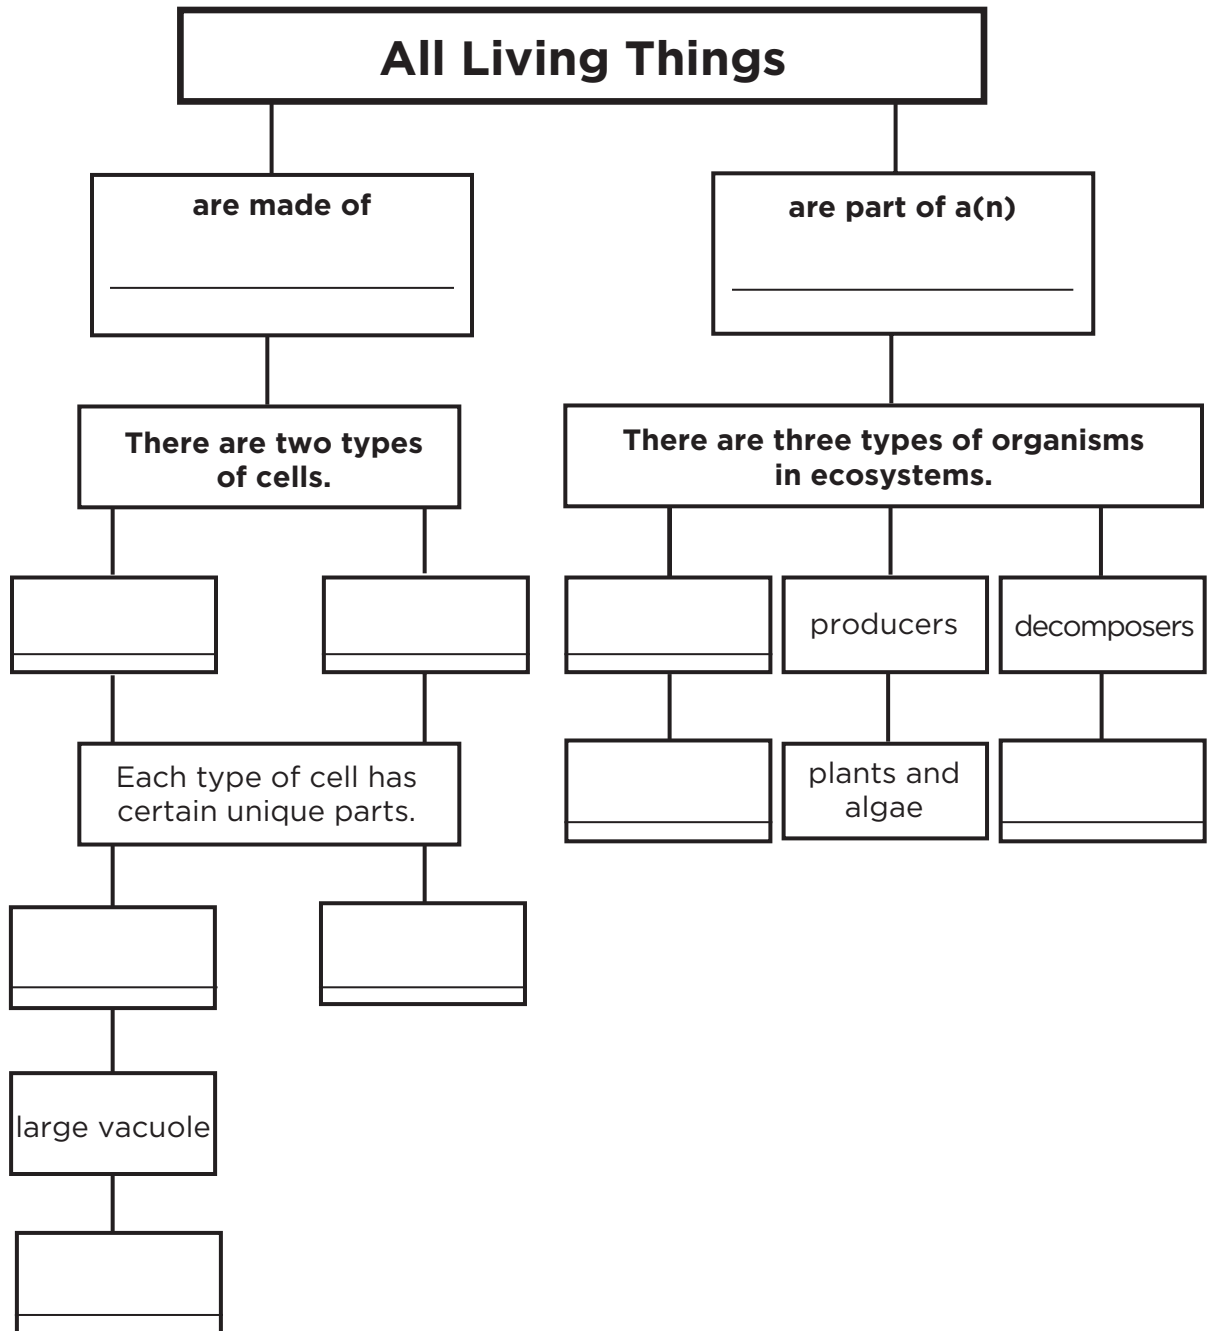 All Living Things
are made of
are part of a(n)
There are two types
of cells.
There are three types of organisms
in ecosystems.
producers
decomposers
Each type of cell has
certain unique parts.
plants and
algae
large vacuole